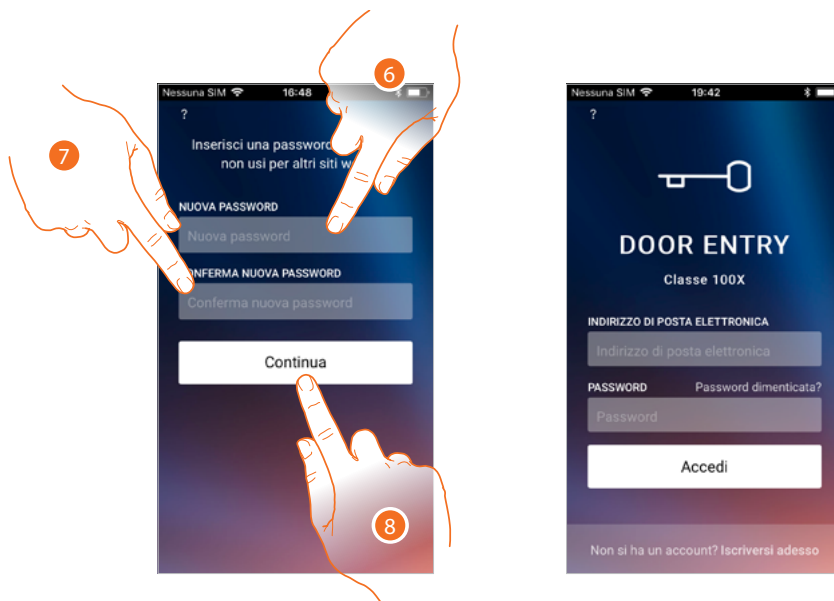 6
Nessuna SIM 16:48
?
Inserisci una password
non usi per altri siti w
7
NUOVA PASSWORD
Nuova password
ONFERMA NUOVA PASSWORD
Conferma nuova password
Continua
8
Nessuna SIM 19:42
?
DOOR ENTRY
Classe 100X
INDIRIZZO DI POSTA ELETTRONICA
Indirizzo di posta elettronica
PASSWORD Password dimenticata?
Password
Accedi
Non si ha un account? Iscriversi adesso